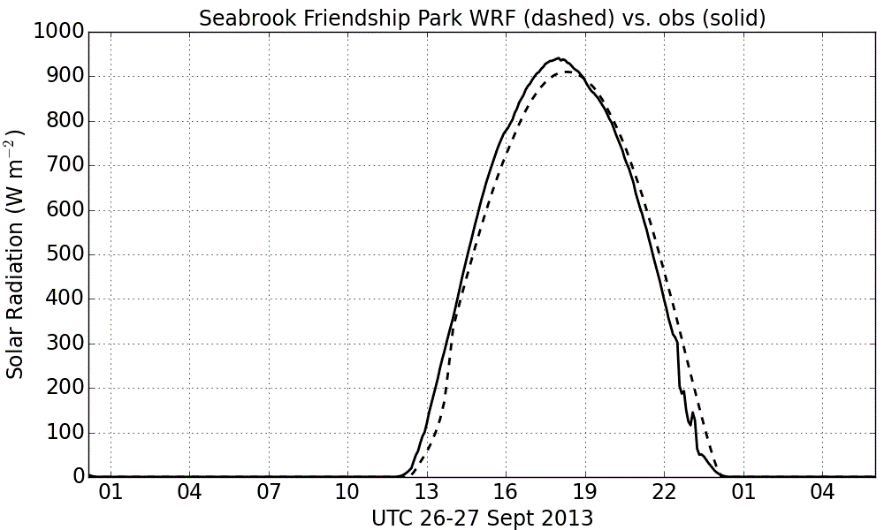 Seabrook Friendship Park WRF (dashed) vs. obs (solid)
1000
900
800
700
600
500
400
300
200
100
0
Solar Radiation (W m⁻²)
01 04 07 10 13 16 19 22 01 04
UTC 26-27 Sept 2013